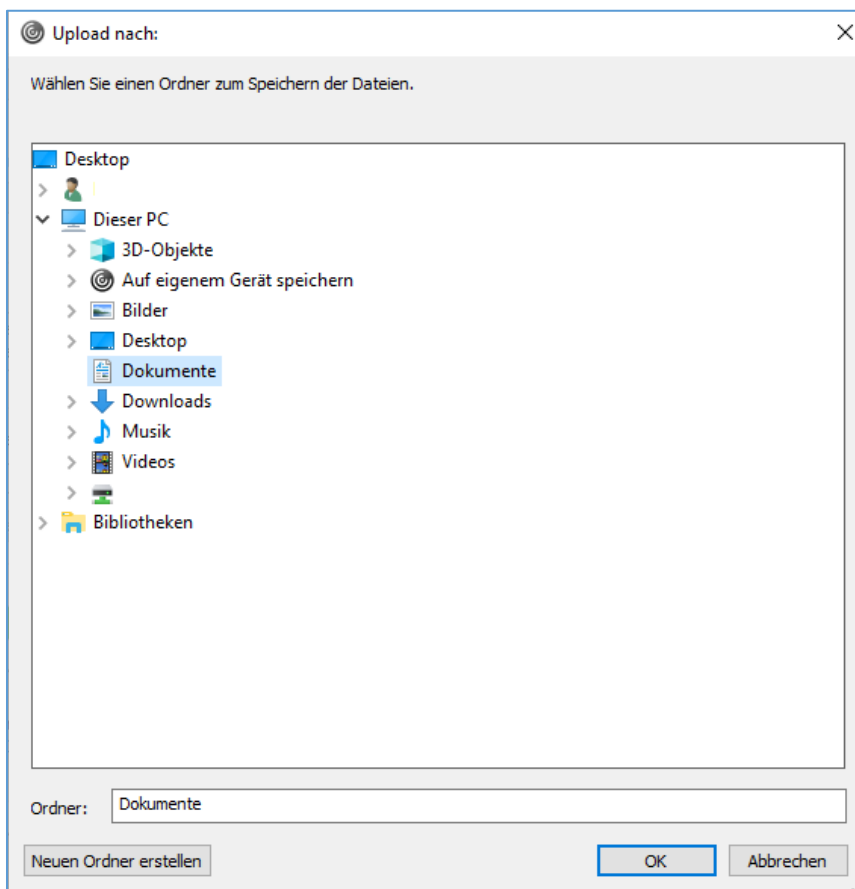 Upload nach:
Wählen Sie einen Ordner zum Speichern der Dateien.
Desktop
Dieser PC
3D-Objekte
Auf eigenem Gerät speichern
Bilder
Desktop
Dokumente
Downloads
Musik
Videos
Bibliotheken
Ordner: Dokumente
Neuen Ordner erstellen OK Abbrechen